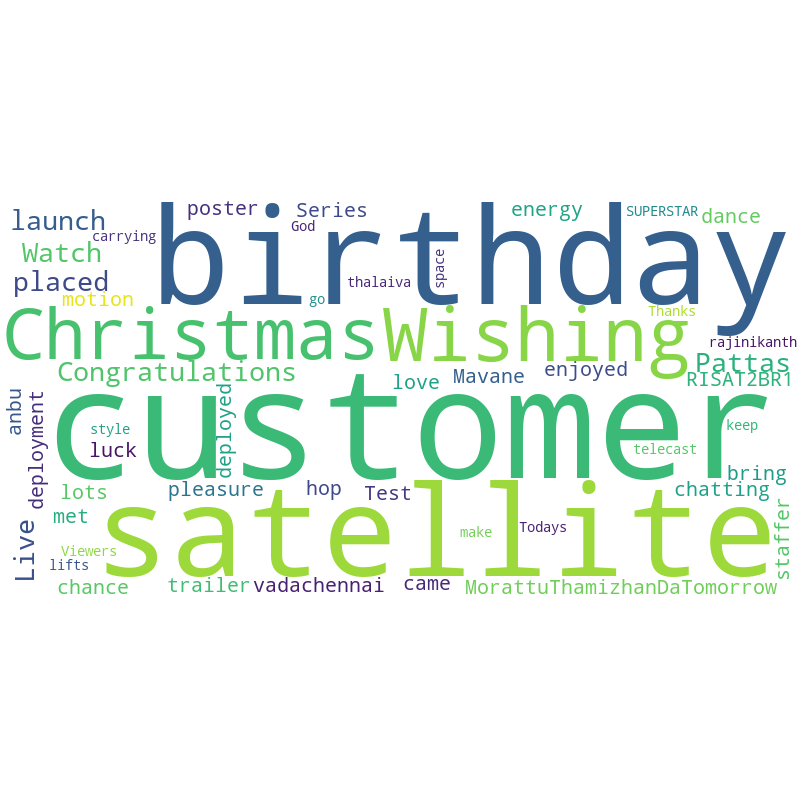 launch
poster
Series
energy
SUPERSTAR
dance
carrying
God
birthday
Watch
space
placed
thalaiva
motion
go
Thanks
Christmas
Wishing
rajinikanth
Congratulations
love
Mavane
enjoyed
Pattas
RISAT2BR1
anbu
deployment
deployed
customer
style
keep
luck
telecast
lots
pleasure
hop
Test
chatting
bring
met
Live
Viewers
satellite
make
Todays
staffer
lifts
chance
trailer
vadachennai
came
MorattuThamizhanDaTomorrow